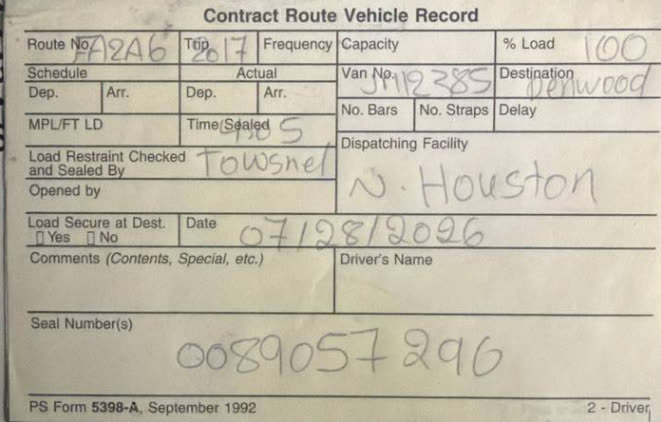 Contract Route Vehicle Record
Route No. FA2A6 Trip 2017 Frequency Capacity % Load 100
Schedule Actual Van No. Destination
Dep. Arr. Dep. Arr. No. Bars No. Straps Delay
MPL/FT LD Time Sealed Dispatching Facility
Load Restraint Checked and Sealed By Towsnel N. Houston
Opened by
Load Secure at Dest. Date 07/28/2026
Yes No
Comments (Contents, Special, etc.) Driver's Name
Seal Number(s)
0089057296
PS Form 5398-A, September 1992 2 - Driver